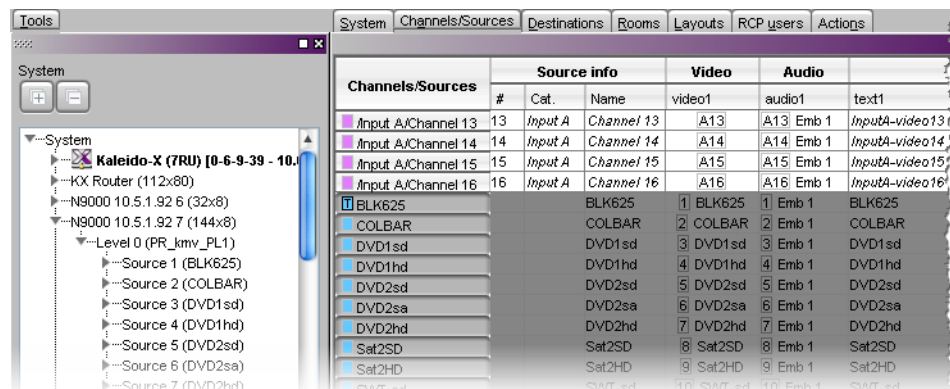 Tools
System Channels/Sources Destinations Rooms Layouts RCP users Actions
System
System
Kaleido-X (7RU) [0-6-9-39 - 10.
KX Router (112x80)
N9000 10.5.1.92 6 (32x8)
N9000 10.5.1.92 7 (144x8)
Level 0 (PR_kmv_PL1)
Source 1 (BLK625)
Source 2 (COLBAR)
Source 3 (DVD1sd)
Source 4 (DVD1hd)
Source 5 (DVD2sd)
Source 6 (DVD2sa)
Source 7 (DVD2hd)
Channels/Sources Source info Video Audio
# Cat. Name video1 audio1 text1
/Input A/Channel 13 13 Input A Channel 13 A13 A13 Emb 1 InputA-video13
/Input A/Channel 14 14 Input A Channel 14 A14 A14 Emb 1 InputA-video14
/Input A/Channel 15 15 Input A Channel 15 A15 A15 Emb 1 InputA-video15
/Input A/Channel 16 16 Input A Channel 16 A16 A16 Emb 1 InputA-video16
T BLK625 BLK625 1 BLK625 1 Emb 1 BLK625
COLBAR COLBAR 2 COLBAR 2 Emb 1 COLBAR
DVD1sd DVD1sd 3 DVD1sd 3 Emb 1 DVD1sd
DVD1hd DVD1hd 4 DVD1hd 4 Emb 1 DVD1hd
DVD2sd DVD2sd 5 DVD2sd 5 Emb 1 DVD2sd
DVD2sa DVD2sa 6 DVD2sa 6 Emb 1 DVD2sa
DVD2hd DVD2hd 7 DVD2hd 7 Emb 1 DVD2hd
Sat2SD Sat2SD 8 Sat2SD 8 Emb 1 Sat2SD
Sat2HD Sat2HD 9 Sat2HD 9 Emb 1 Sat2HD
SWT sd 10 SWT sd 10 Emb 1